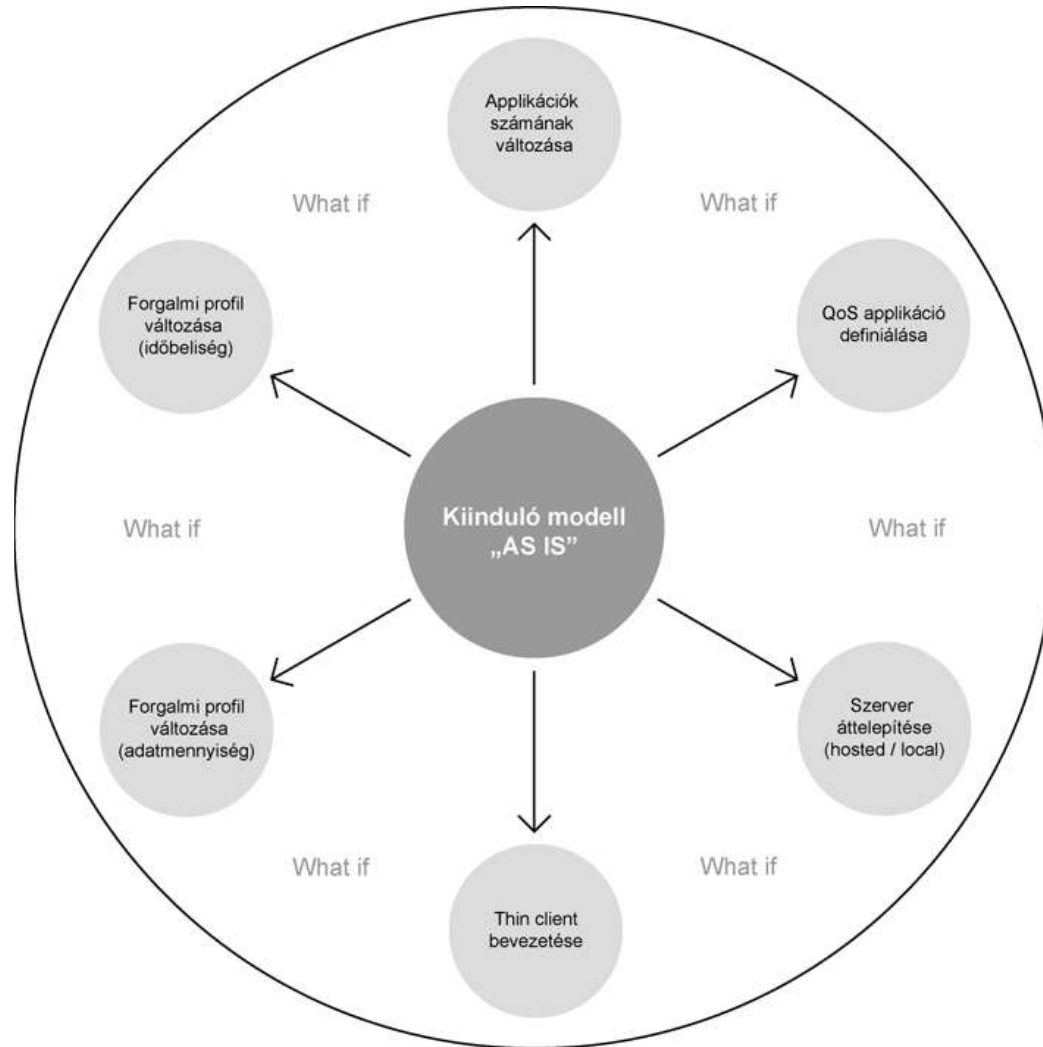 Applikációk
számának
változása
What if
What if
Forgalmi profil
változása
(időbeliség)
QoS applikáció
definiálása
Kiinduló modell
„AS IS”
What if
What if
Forgalmi profil
változása
(adatmennyiség)
Szerver
áttelepítése
(hosted / local)
What if
What if
Thin client
bevezetése